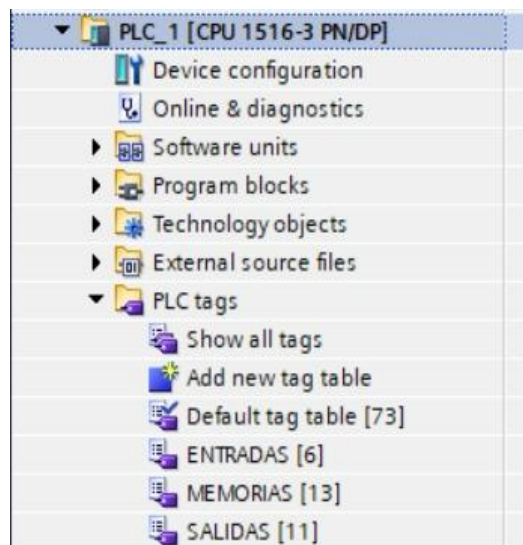 PLC_1 [CPU 1516-3 PN/DP]
Device configuration
Online & diagnostics
Software units
Program blocks
Technology objects
External source files
PLC tags
Show all tags
Add new tag table
Default tag table [73]
ENTRADAS [6]
MEMORIAS [13]
SALIDAS [11]